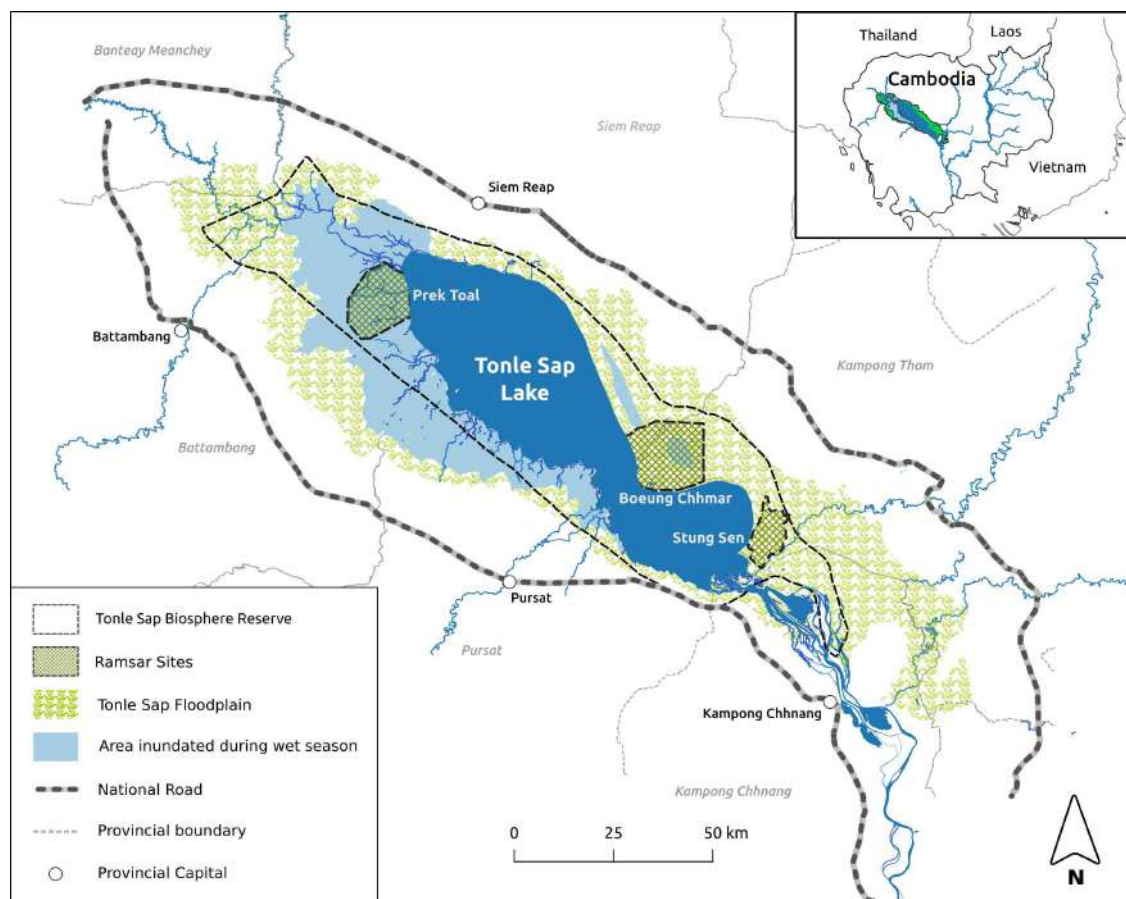 Banteay Meanchey
Thailand
Laos
Cambodia
Vietnam
Siem Reap
Siem Reap
Prek Toal
Battambang
Tonle Sap
Lake
Kampong Thom
Battambang
Boeung Chhmar
Stung Sen
Pursat
Pursat
Kampong Chhnang
Kampong Chhnang
Tonle Sap Biosphere Reserve
Ramsar Sites
Tonle Sap Floodplain
Area inundated during wet season
National Road
Provincial boundary
Provincial Capital
0 25 50 km
N